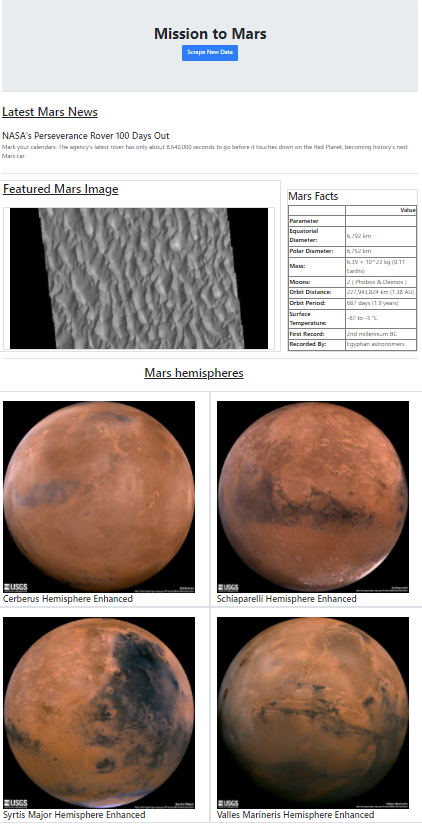 Mission to Mars
Scrape New Data
Latest Mars News
NASA's Perseverance Rover 100 Days Out
Mark your calendars: The agency's latest rover has only about 8,640,000 seconds to go before it touches down on the Red Planet, becoming history's next
Mars car.
Featured Mars Image
Mars Facts
Value
Parameter
Equatorial
Diameter:
6,792 km
Polar Diameter:
6,752 km
Mass:
6.39 × 10^23 kg (0.11
Earths)
Moons:
2 ( Phobos & Deimos )
Orbit Distance:
227,943,824 km (1.38 AU)
Orbit Period:
687 days (1.9 years)
Surface
Temperature:
-87 to -5 °C
First Record:
2nd millennium BC
Recorded By:
Egyptian astronomers
Mars hemispheres
USGS
Cerberus
USGS
Schiaparelli
Cerberus Hemisphere Enhanced
Schiaparelli Hemisphere Enhanced
USGS
Syrtis Major
USGS
Valles Marineris
Syrtis Major Hemisphere Enhanced
Valles Marineris Hemisphere Enhanced